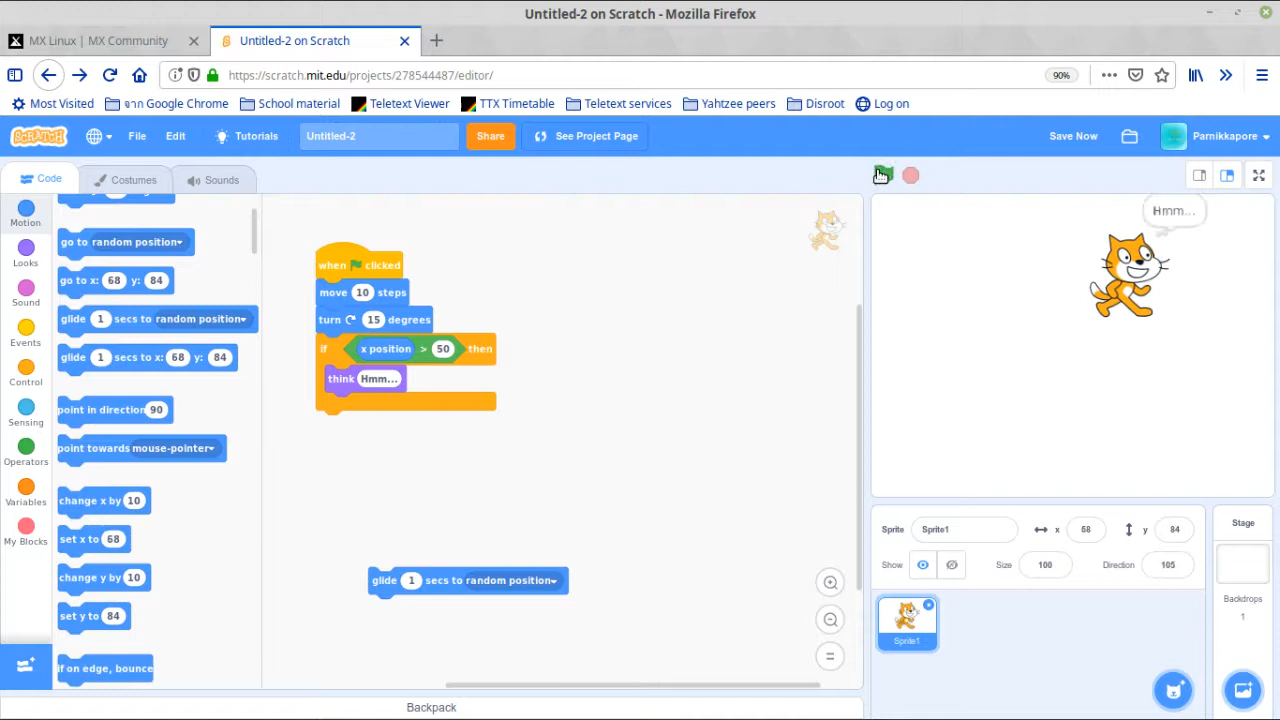 Untitled-2 on Scratch - Mozilla Firefox
MX Linux | MX Community
Untitled-2 on Scratch
https://scratch.mit.edu/projects/278544487/editor/
90%
Most Visited
จาก Google Chrome
School material
Teletext Viewer
TTX Timetable
Teletext services
Yahtzee peers
Disroot
Log on
SCRATCH
File
Edit
Tutorials
Untitled-2
Share
See Project Page
Save Now
Parnikkapore
Code
Costumes
Sounds
Motion
Looks
Sound
Events
Control
Sensing
Operators
Variables
My Blocks
go to random position
go to x: 68 y: 84
glide 1 secs to random position
glide 1 secs to x: 68 y: 84
point in direction 90
point towards mouse-pointer
change x by 10
set x to 68
change y by 10
set y to 84
if on edge, bounce
when clicked
move 10 steps
turn 15 degrees
if x position > 50 then
think Hmm...
glide 1 secs to random position
Hmm...
Sprite Sprite1 x 68 y 84
Show Size 100 Direction 105
Sprite1
Stage
Backdrops
1
Backpack